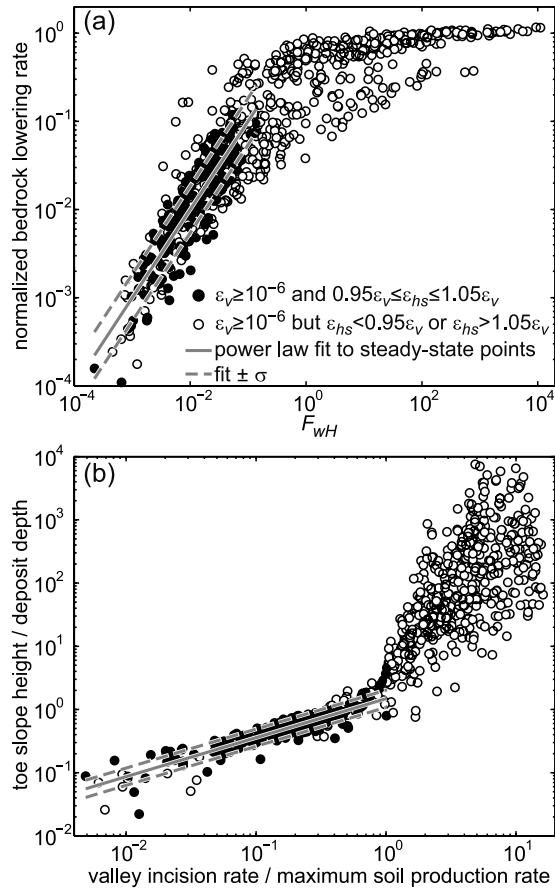 (a)
normalized bedrock lowering rate
10^0
10^-1
10^-2
10^-3
10^-4
ε_v≥10^-6 and 0.95ε_v≤ε_hs≤1.05ε_v
ε_v≥10^-6 but ε_hs<0.95ε_v or ε_hs>1.05ε_v
power law fit to steady-state points
fit ± σ
10^-4 10^-2 10^0 10^2 10^4
F_wH
(b)
toe slope height / deposit depth
10^4
10^3
10^2
10^1
10^0
10^-1
10^-2
10^-2 10^-1 10^0 10^1
valley incision rate / maximum soil production rate